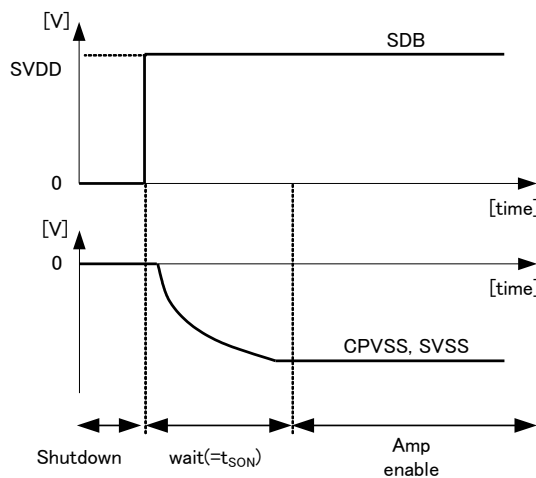 [V]
SVDD
SDB
0
[time]
[V]
0
[time]
CPVSS, SVSS
Shutdown
wait(=tSON)
Amp
enable